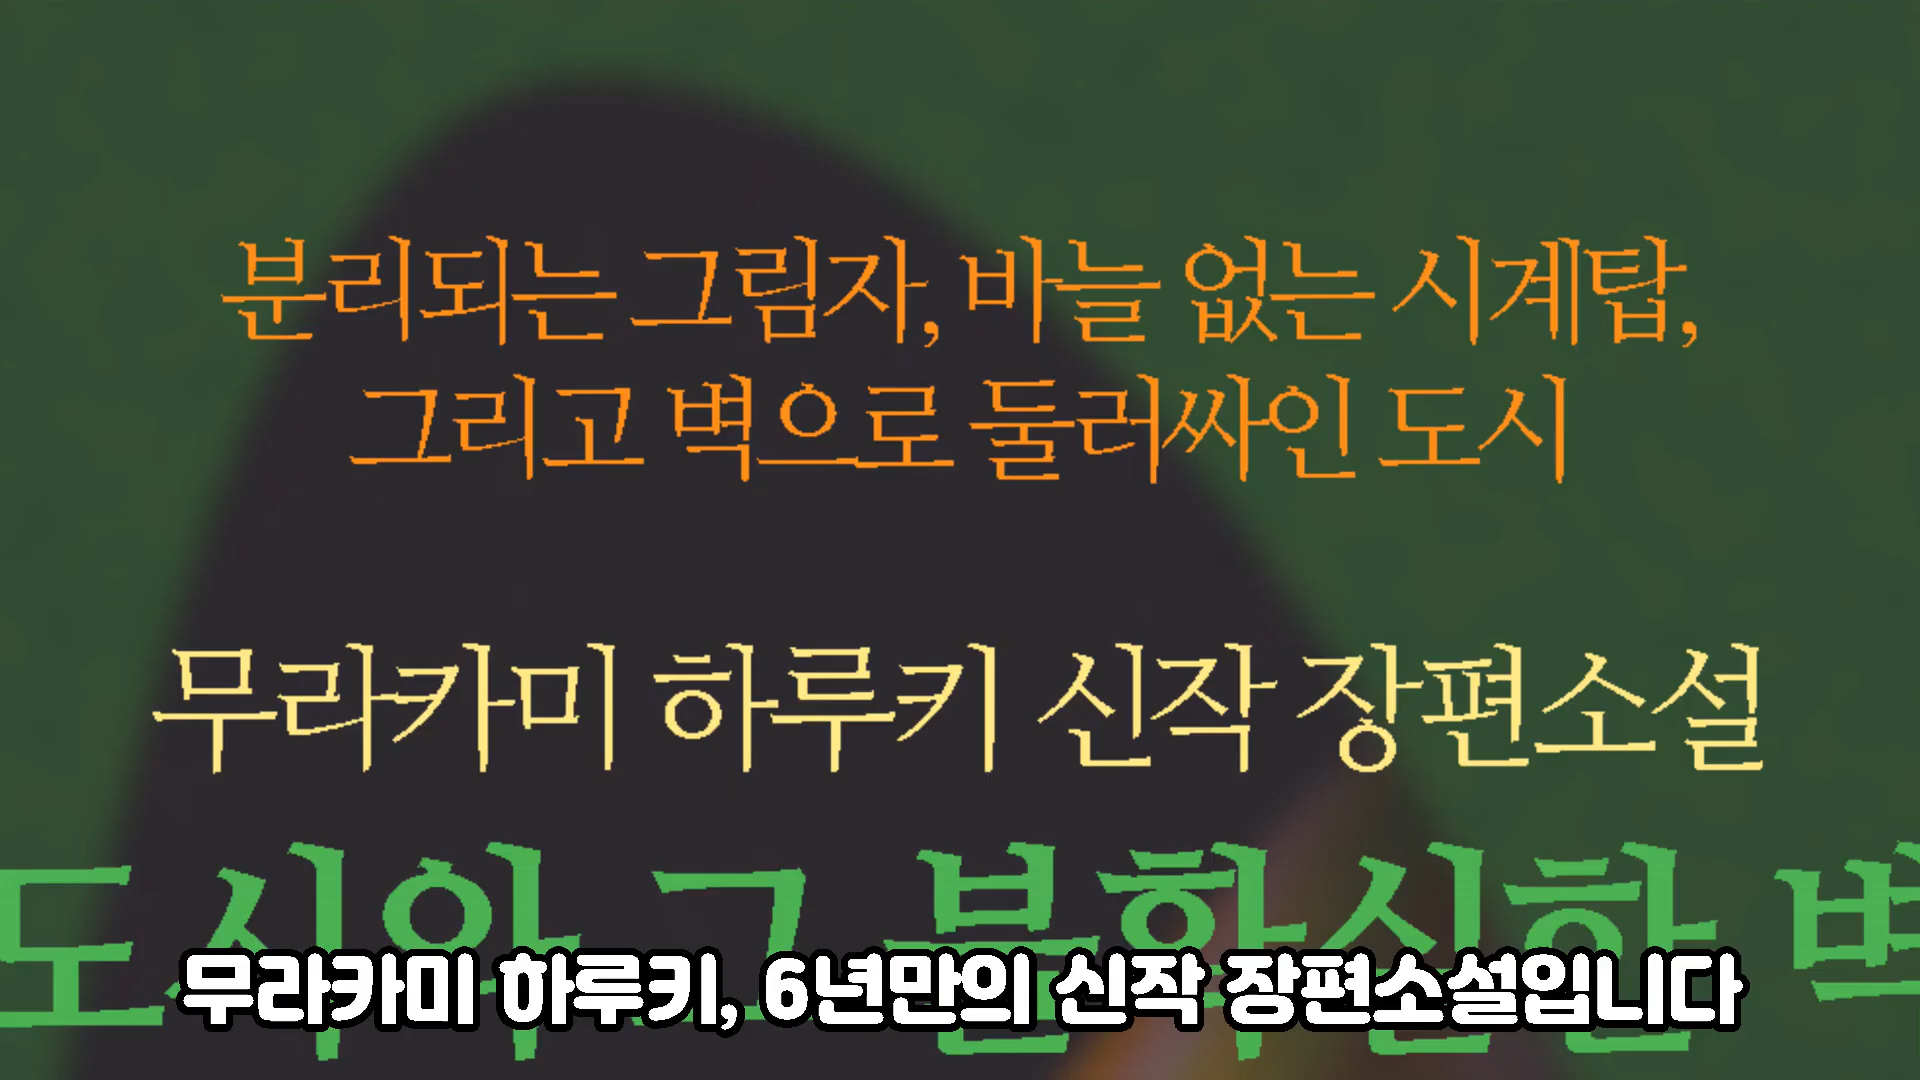 분리되는 그림자, 바늘 없는 시계탑,
그리고 벽으로 둘러싸인 도시
무라카미 하루키 신작 장편소설
도시와 그 불확실한 벽
무라카미 하루키, 6년만의 신작 장편소설입니다